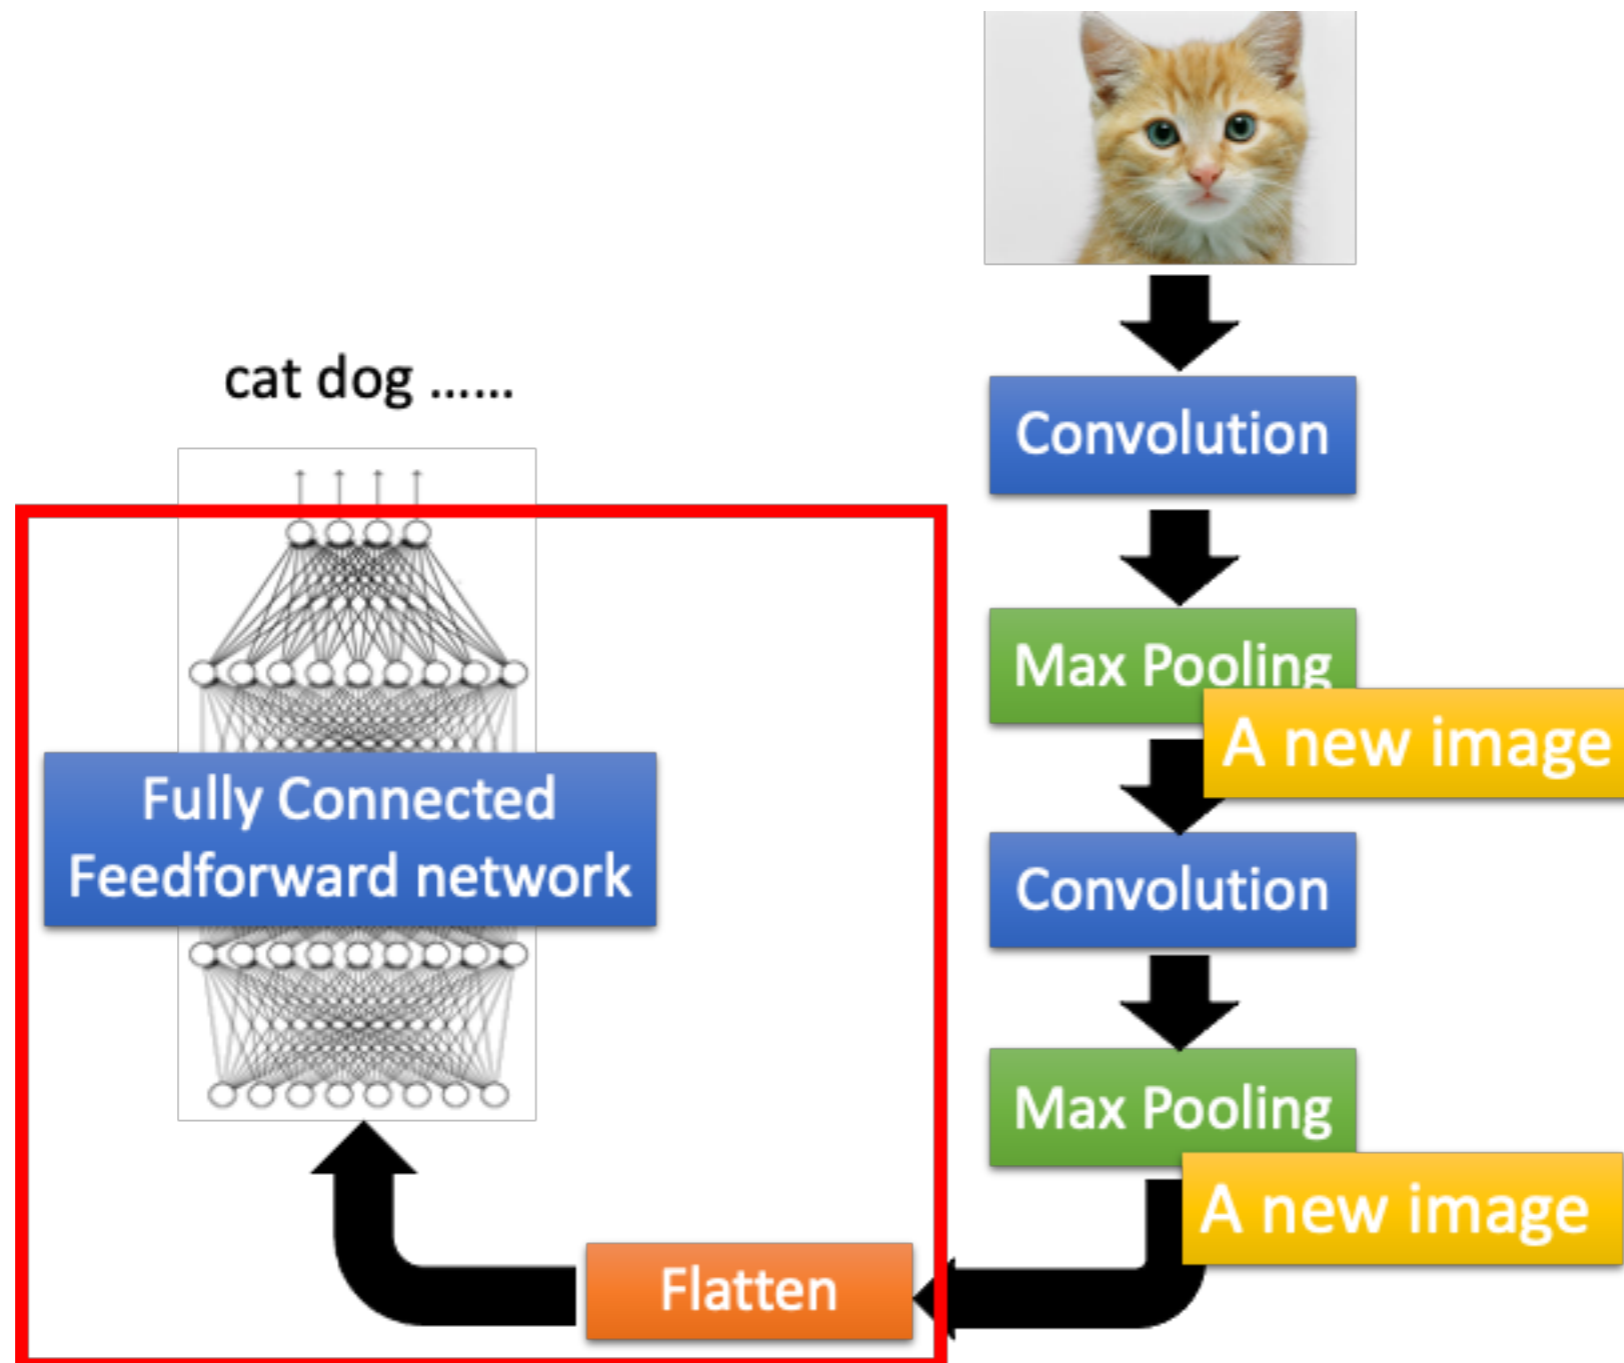 cat dog ......
Convolution
Max Pooling
A new image
Fully Connected
Feedforward network
Convolution
Max Pooling
A new image
Flatten